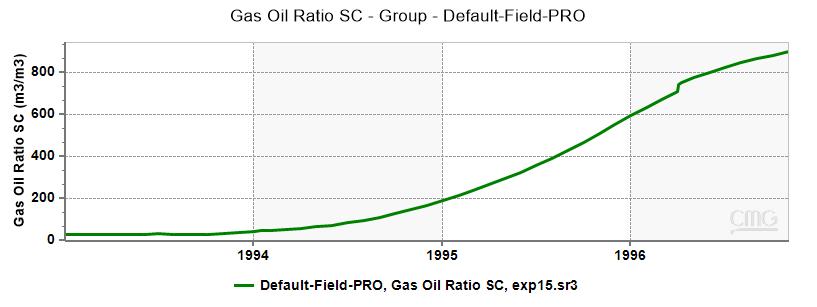 Gas Oil Ratio SC - Group - Default-Field-PRO
Gas Oil Ratio SC (m3/m3)
800
600
400
200
0
1994 1995 1996
CMG
Default-Field-PRO, Gas Oil Ratio SC, exp15.sr3